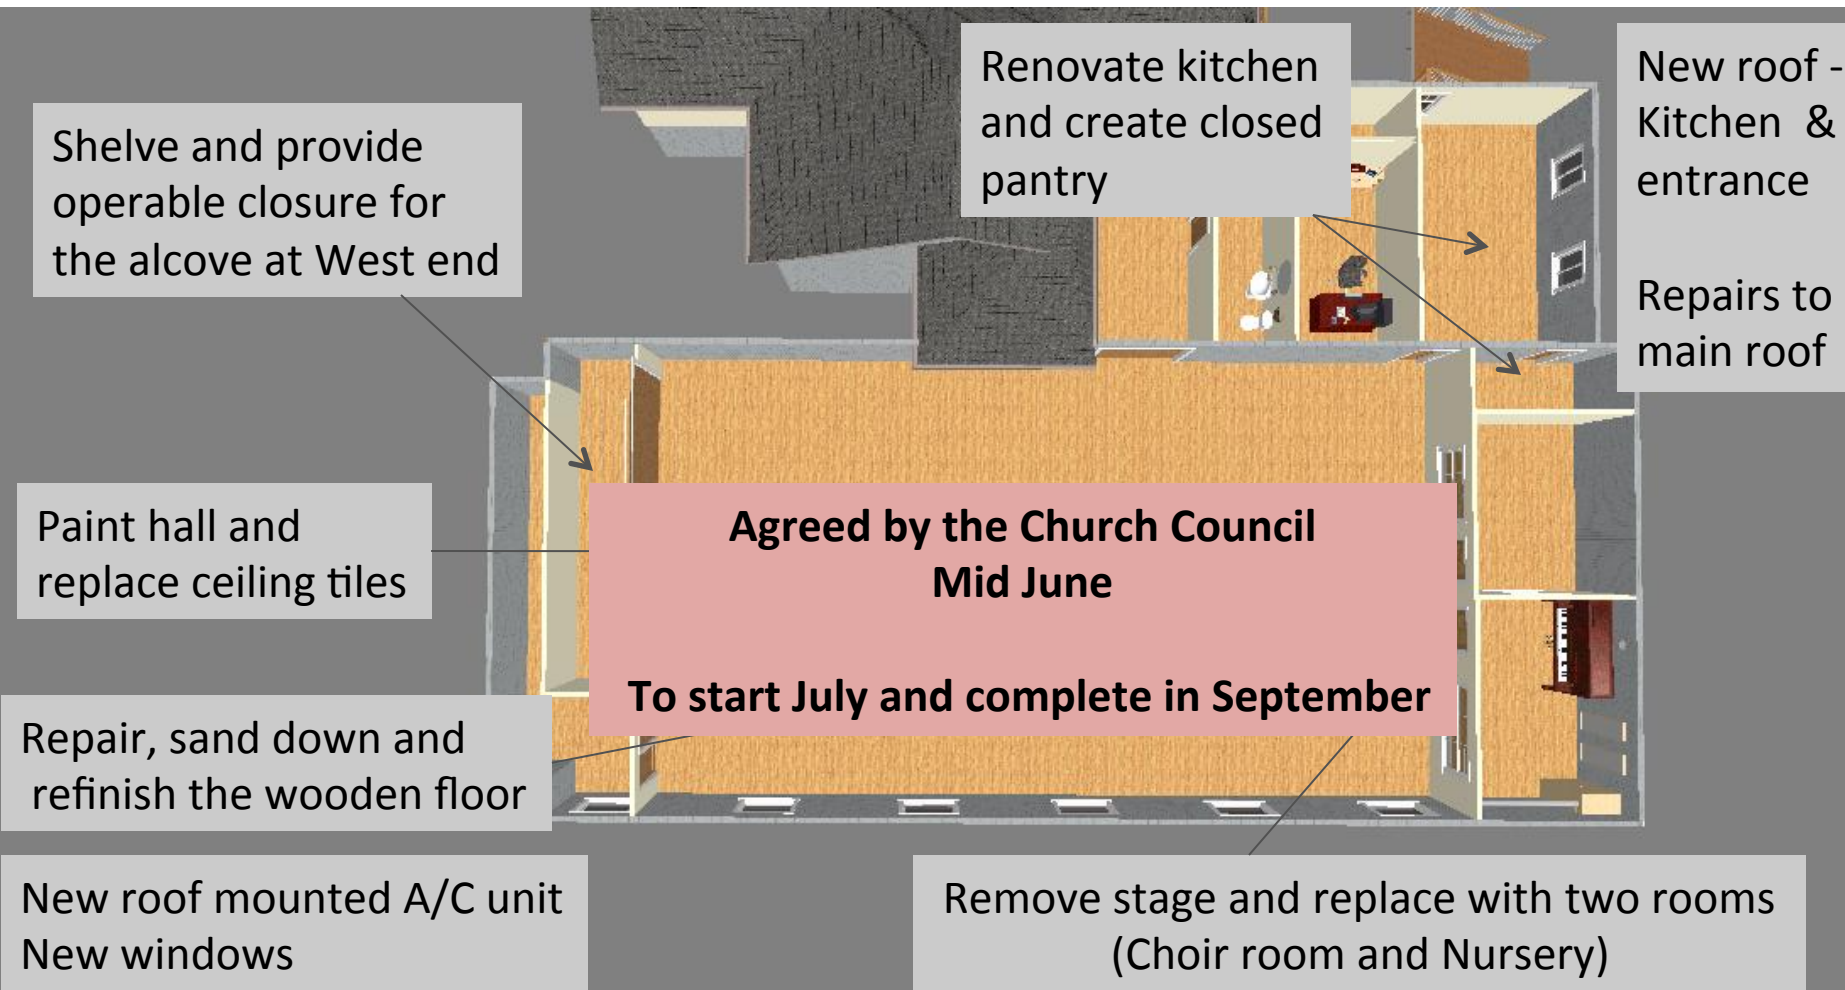 Renovate kitchen
and create closed
pantry
New roof -
Kitchen  &
entrance
Repairs to
main roof
Shelve and provide
operable closure for
the alcove at West end
Paint hall and
replace ceiling tiles
Agreed by the Church Council
Mid June
To start July and complete in September
Repair, sand down and
refinish the wooden floor
New roof mounted A/C unit
New windows
Remove stage and replace with two rooms
(Choir room and Nursery)